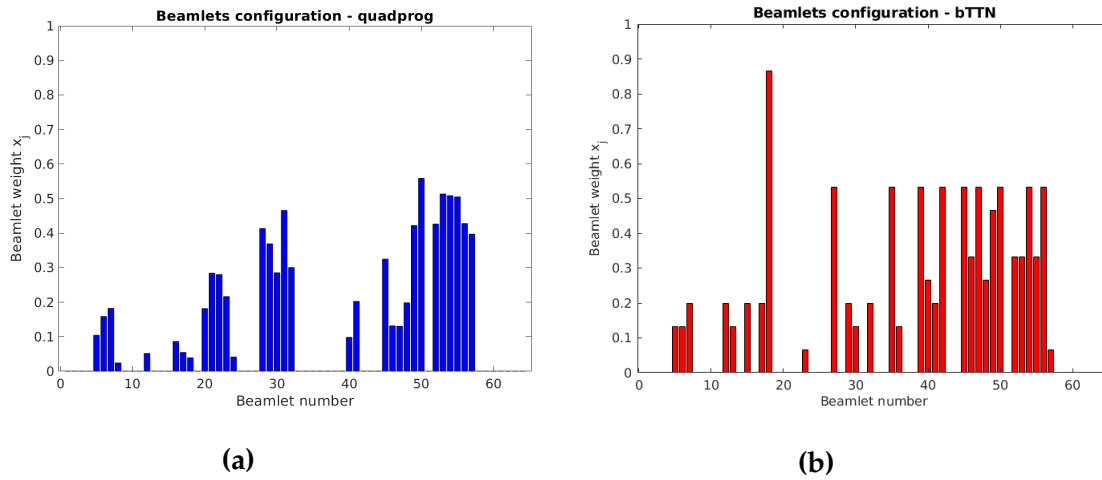 Beamlets configuration - quadprog
1
0.9
0.8
0.7
0.6
0.5
0.4
0.3
0.2
0.1
0
Beamlet weight x_j
0 10 20 30 40 50 60
Beamlet number
(a)
Beamlets configuration - bTTN
1
0.9
0.8
0.7
0.6
0.5
0.4
0.3
0.2
0.1
0
Beamlet weight x_j
0 10 20 30 40 50 60
Beamlet number
(b)